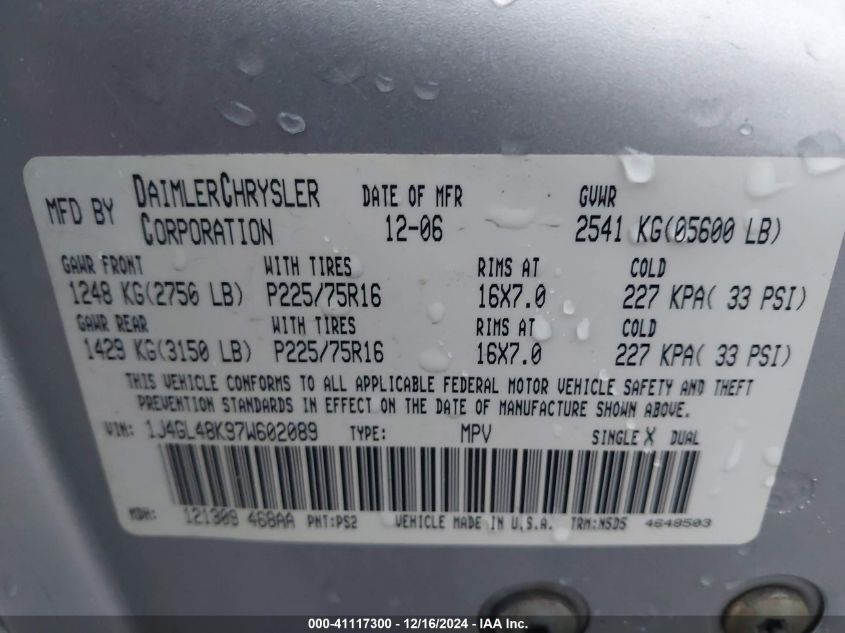 MFD BY DAIMLERCHRYSLER CORPORATION DATE OF MFR 12-06 GVWR 2541 KG(05600 LB)
GAWR FRONT WITH TIRES RIMS AT COLD
1248 KG(2750 LB) P225/75R16 16X7.0 227 KPA( 33 PSI)
GAWR REAR WITH TIRES RIMS AT COLD
1429 KG(3150 LB) P225/75R16 16X7.0 227 KPA( 33 PSI)
THIS VEHICLE CONFORMS TO ALL APPLICABLE FEDERAL MOTOR VEHICLE SAFETY AND THEFT
PREVENTION STANDARDS IN EFFECT ON THE DATE OF MANUFACTURE SHOWN ABOVE.
VIN: 1J4GL48K97W602089 TYPE: MPV SINGLE X DUAL
MDH: 121309 468AA PNT:PS2 VEHICLE MADE IN U.S.A. TRM:N5D5 4648503
000-41117300 - 12/16/2024 - IAA Inc.